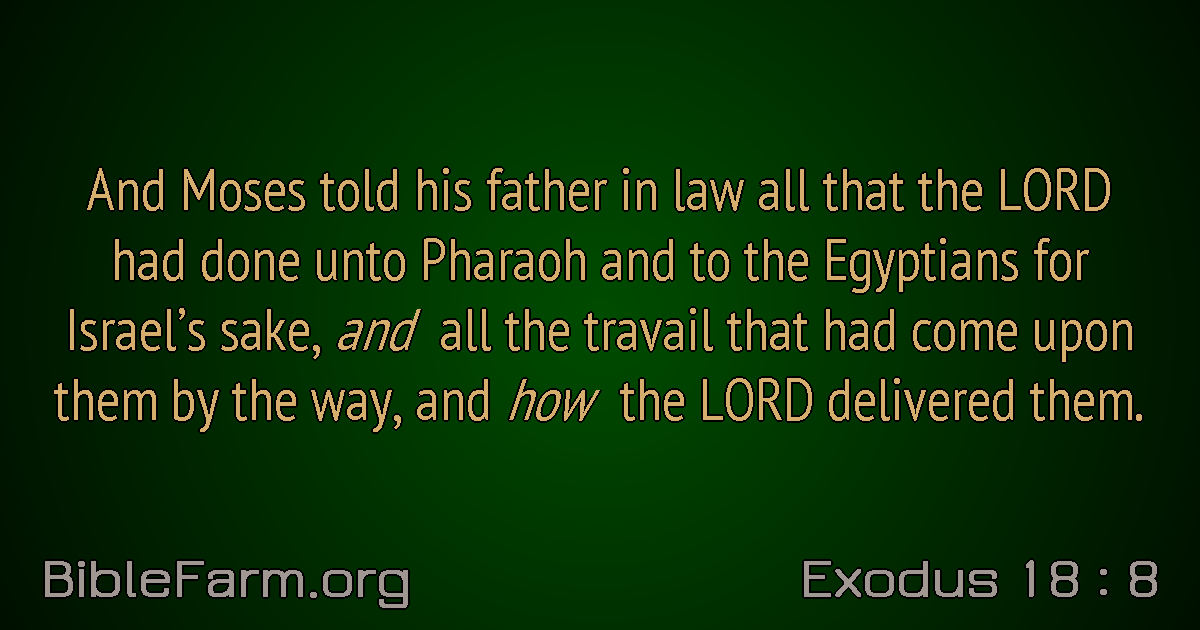 And Moses told his father in law all that the LORD
had done unto Pharaoh and to the Egyptians for
Israel’s sake, and all the travail that had come upon
them by the way, and how the LORD delivered them.
BibleFarm.org
Exodus 18 : 8